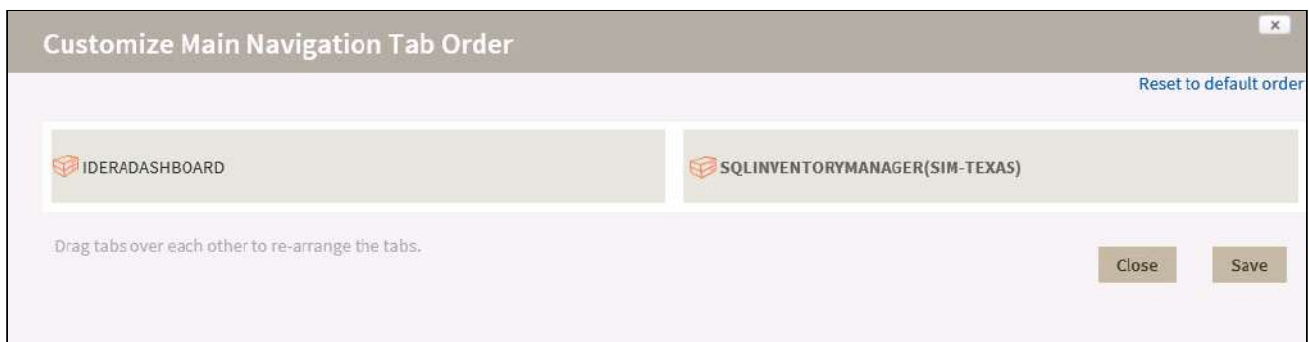 Customize Main Navigation Tab Order
x
Reset to default order
IDERADASHBOARD
SQLINVENTORYMANAGER(SIM-TEXAS)
Drag tabs over each other to re-arrange the tabs.
Close
Save